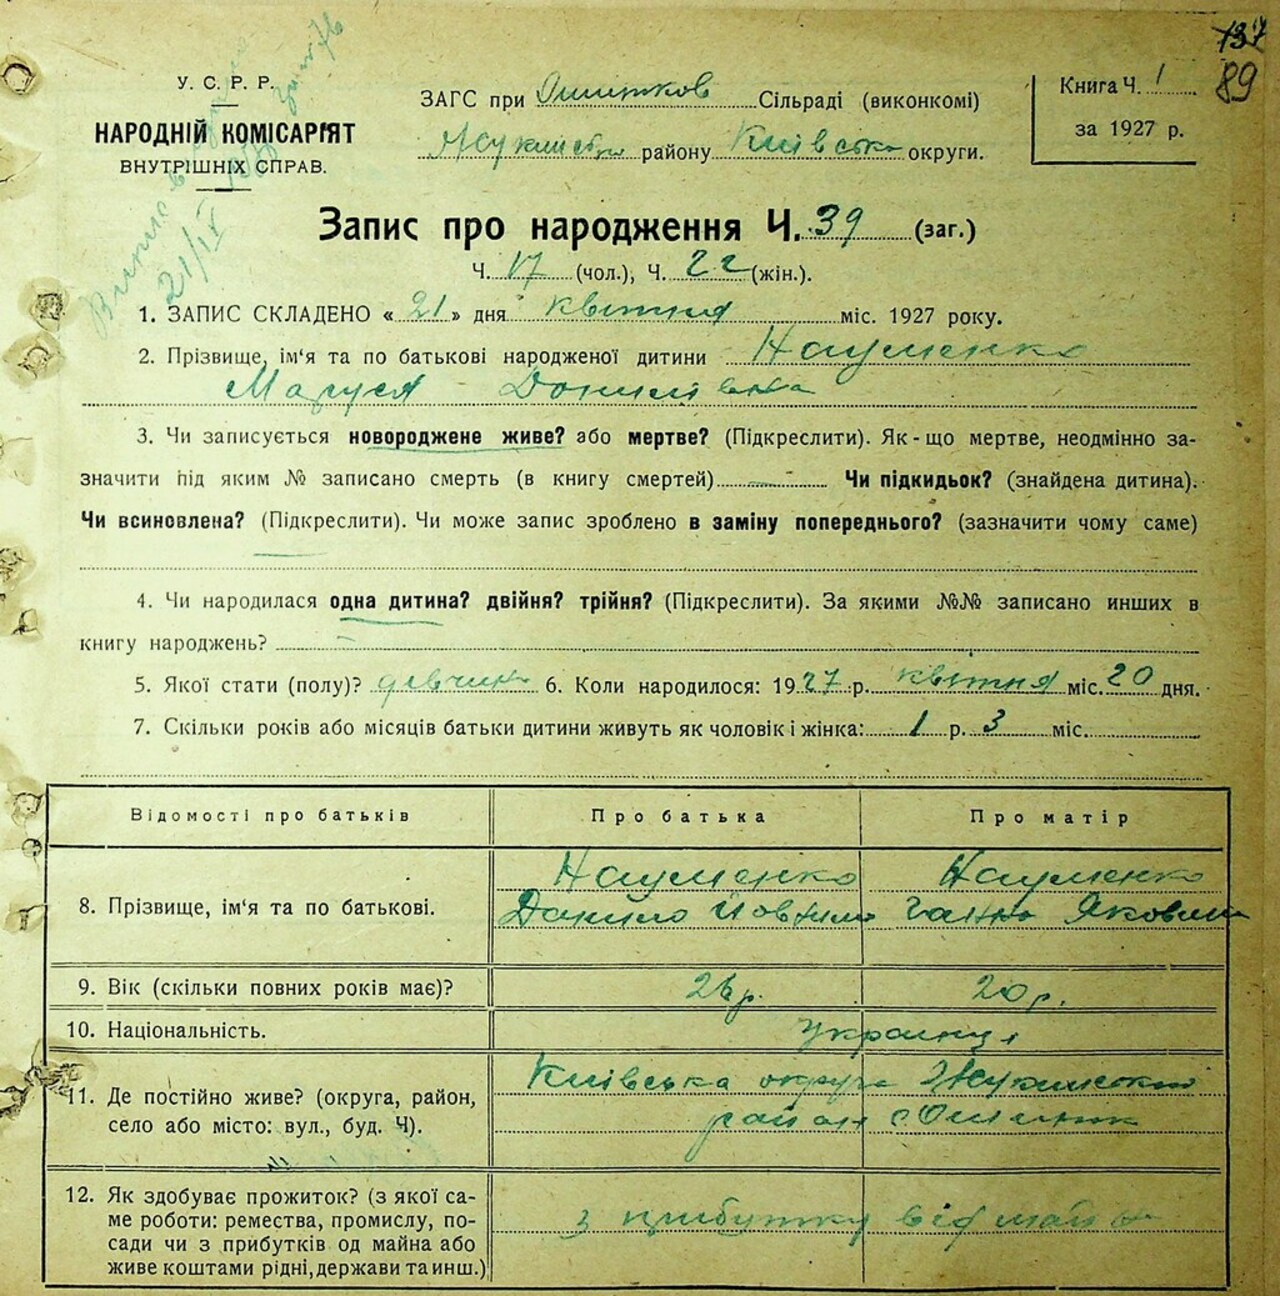 137
89
У. С. Р. Р.
НАРОДНІЙ КОМІСАРІЯТ
ВНУТРІШНІХ СПРАВ.
ЗАГС при Ошитков Сільраді (виконкомі)
району Київсько округи.
Книга Ч. 1
за 1927 р.
21/IX
Запис про народження Ч. 39 (заг.)
Ч. 17 (чол.), Ч. 22 (жін.).
1. ЗАПИС СКЛАДЕНО « 21 » дня квітня міс. 1927 року.
2. Прізвище, ім'я та по батькові народженої дитини Науменко
Маруся Данилівна
3. Чи записується новороджене живе? або мертве? (Підкреслити). Як-що мертве, неодмінно за-
значити під яким № записано смерть (в книгу смертей) — Чи підкидьок? (знайдена дитина).
Чи всиновлена? (Підкреслити). Чи може запис зроблено в заміну попереднього? (зазначити чому саме)
4. Чи народилася одна дитина? двійня? трійня? (Підкреслити). За якими №№ записано инших в
книгу народжень? —
5. Якої стати (полу)? дівчина 6. Коли народилося: 1927 р. квітня міс. 20 дня.
7. Скільки років або місяців батьки дитини живуть як чоловік і жінка: 1 р. 3 міс.
Відомості про батьків Про батька Про матір
Науменко Науменко
8. Прізвище, ім'я та по батькові. Данило Ганна
9. Вік (скільки повних років має)? 26 р. 20 р.
10. Національність. Українці
Київська округа
11. Де постійно живе? (округа, район,
район с.
село або місто: вул., буд. Ч).
12. Як здобуває прожиток? (з якої са-
ме роботи: ремества, промислу, по- з прибутку від майна
сади чи з прибутків од майна або
живе коштами рідні, держави та инш.)